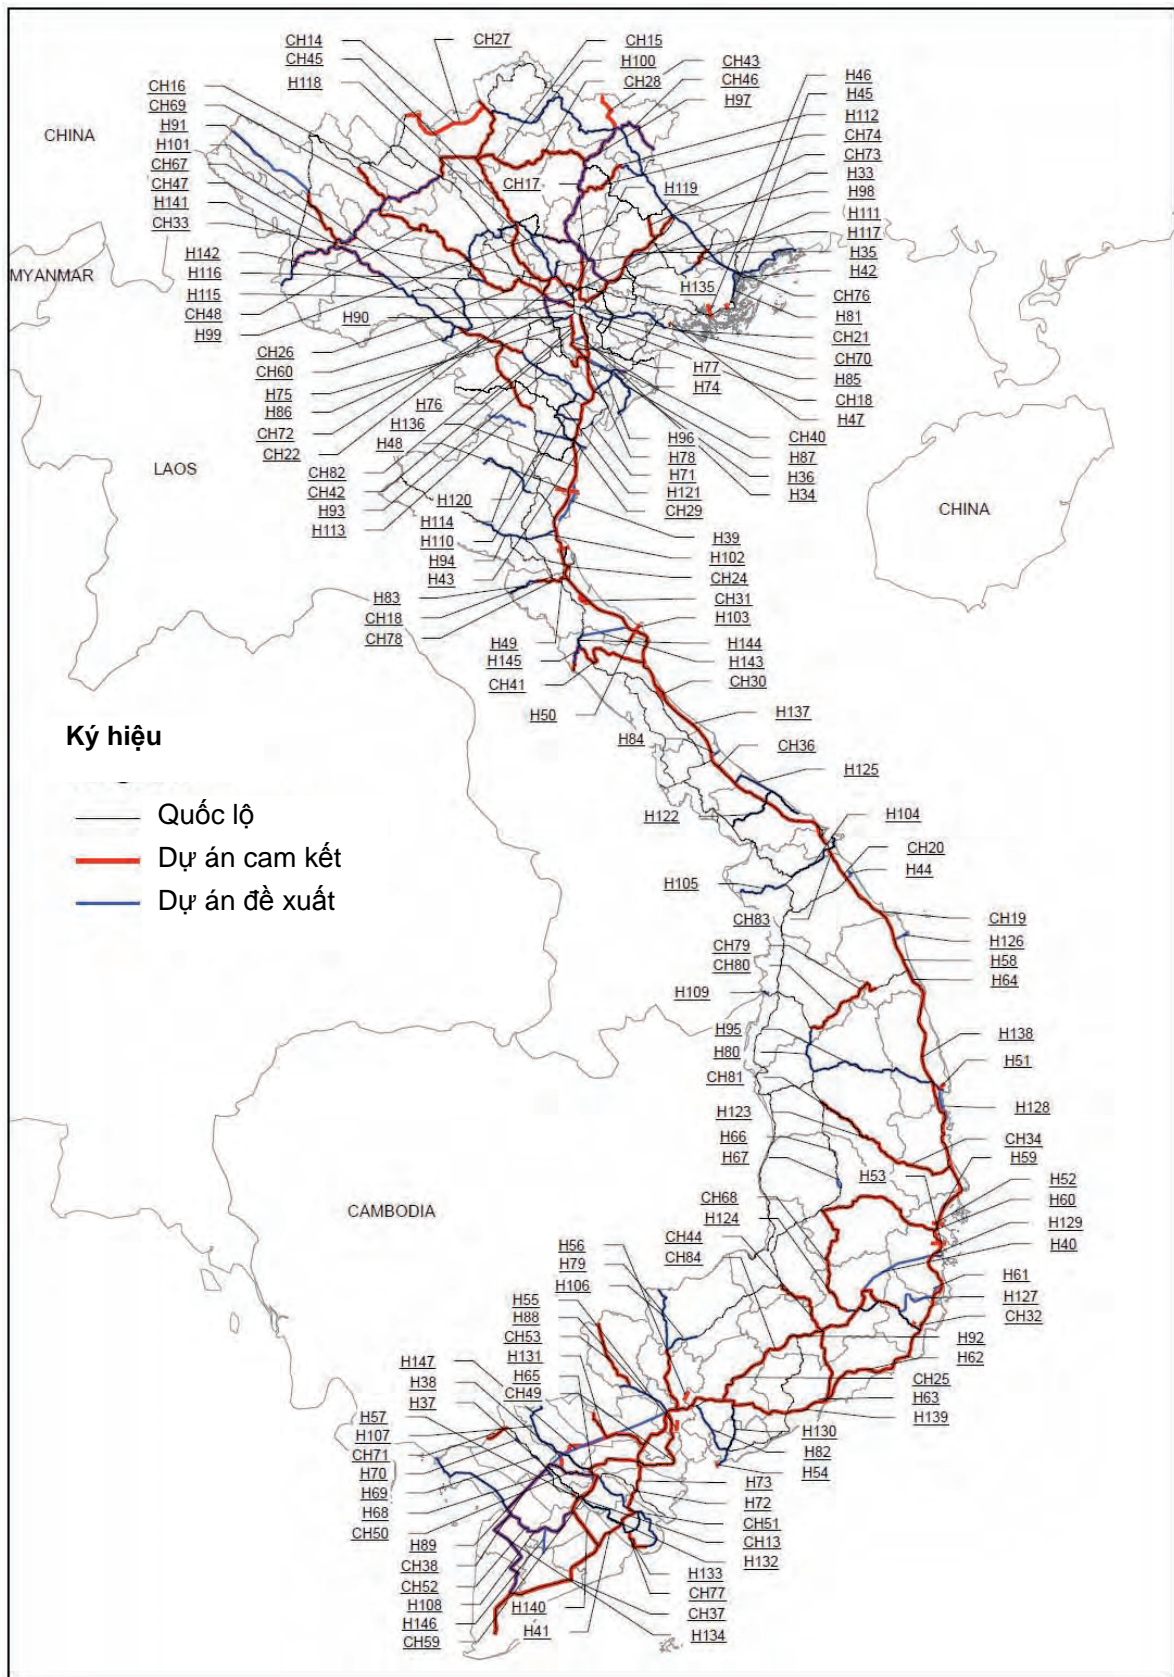 CH14
CH27
CH15
CH45
H100
CH43
H118
CH28
CH46
H46
CH16
H97
H45
CH69
H112
H91
CHINA
CH74
H101
CH73
CH67
H33
CH47
CH17
H119
H98
H141
H111
CH33
H117
H142
H35
MYANMAR
H116
H42
H115
H135
CH76
CH48
H90
H81
H99
CH21
CH26
CH70
CH60
H77
H85
H75
H74
CH18
H86
H76
H47
CH72
H136
H96
CH40
CH22
H48
H78
H87
LAOS
CH82
H71
H36
CH42
H120
H121
H34
H93
CH29
CHINA
H113
H114
H110
H39
H94
H102
H43
CH24
H83
CH31
CH18
H103
CH78
H49
H144
H145
H143
CH41
CH30
H50
H137
Ký hiệu
H84
CH36
H125
Quốc lộ
H122
H104
Dự án cam kết
CH20
H105
H44
Dự án đề xuất
CH83
CH19
CH79
H126
CH80
H58
H64
H109
H95
H138
H80
H51
CH81
H123
H128
H66
CH34
H67
H53
H59
H52
CH68
H60
CAMBODIA
H124
H129
CH44
H40
H56
CH84
H79
H61
H106
H127
H55
CH32
H88
H92
CH53
H62
H131
H147
H65
CH25
H38
CH49
H63
H37
H139
H57
H130
H107
H82
CH71
H54
H70
H73
H69
H72
H68
CH51
CH50
CH13
H89
H132
CH38
H133
CH52
CH77
H108
H140
CH37
H146
H41
H134
CH59